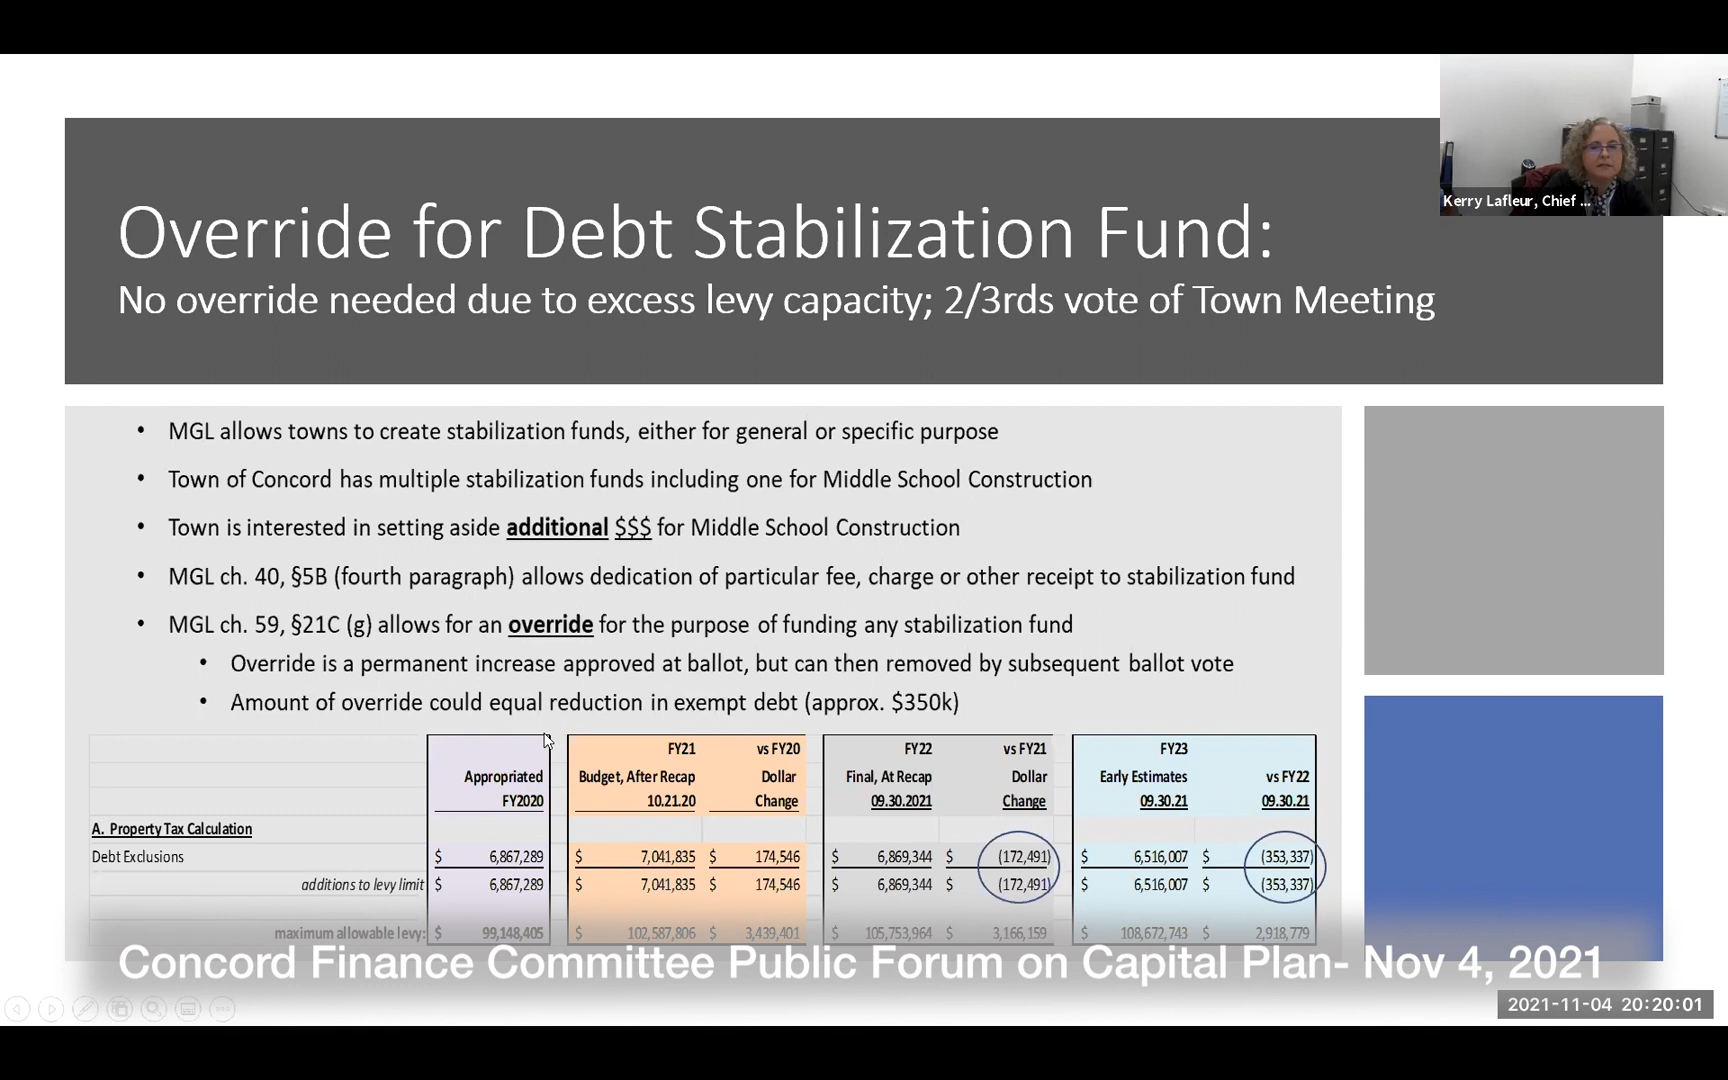 Kerry Lafleur, Chief ...
Override for Debt Stabilization Fund:
No override needed due to excess levy capacity; 2/3rds vote of Town Meeting
• MGL allows towns to create stabilization funds, either for general or specific purpose
• Town of Concord has multiple stabilization funds including one for Middle School Construction
• Town is interested in setting aside additional $$$ for Middle School Construction
• MGL ch. 40, §5B (fourth paragraph) allows dedication of particular fee, charge or other receipt to stabilization fund
• MGL ch. 59, §21C (g) allows for an override for the purpose of funding any stabilization fund
• Override is a permanent increase approved at ballot, but can then removed by subsequent ballot vote
• Amount of override could equal reduction in exempt debt (approx. $350k)
FY21 vs FY20 FY22 vs FY21 FY23
Appropriated Budget, After Recap Dollar Final, At Recap Dollar Early Estimates vs FY22
FY2020 10.21.20 Change 09.30.2021 Change 09.30.21 09.30.21
A. Property Tax Calculation
Debt Exclusions $ 6,867,289 $ 7,041,835 $ 174,546 $ 6,869,344 $ (172,491) $ 6,516,007 $ (353,337)
additions to levy limit $ 6,867,289 $ 7,041,835 $ 174,546 $ 6,869,344 $ (172,491) $ 6,516,007 $ (353,337)
maximum allowable levy: $ 99,148,405 $ 102,587,806 $ 3,439,401 $ 105,753,964 $ 3,166,159 $ 108,672,743 $ 2,918,779
Concord Finance Committee Public Forum on Capital Plan- Nov 4, 2021
2021-11-04 20:20:01